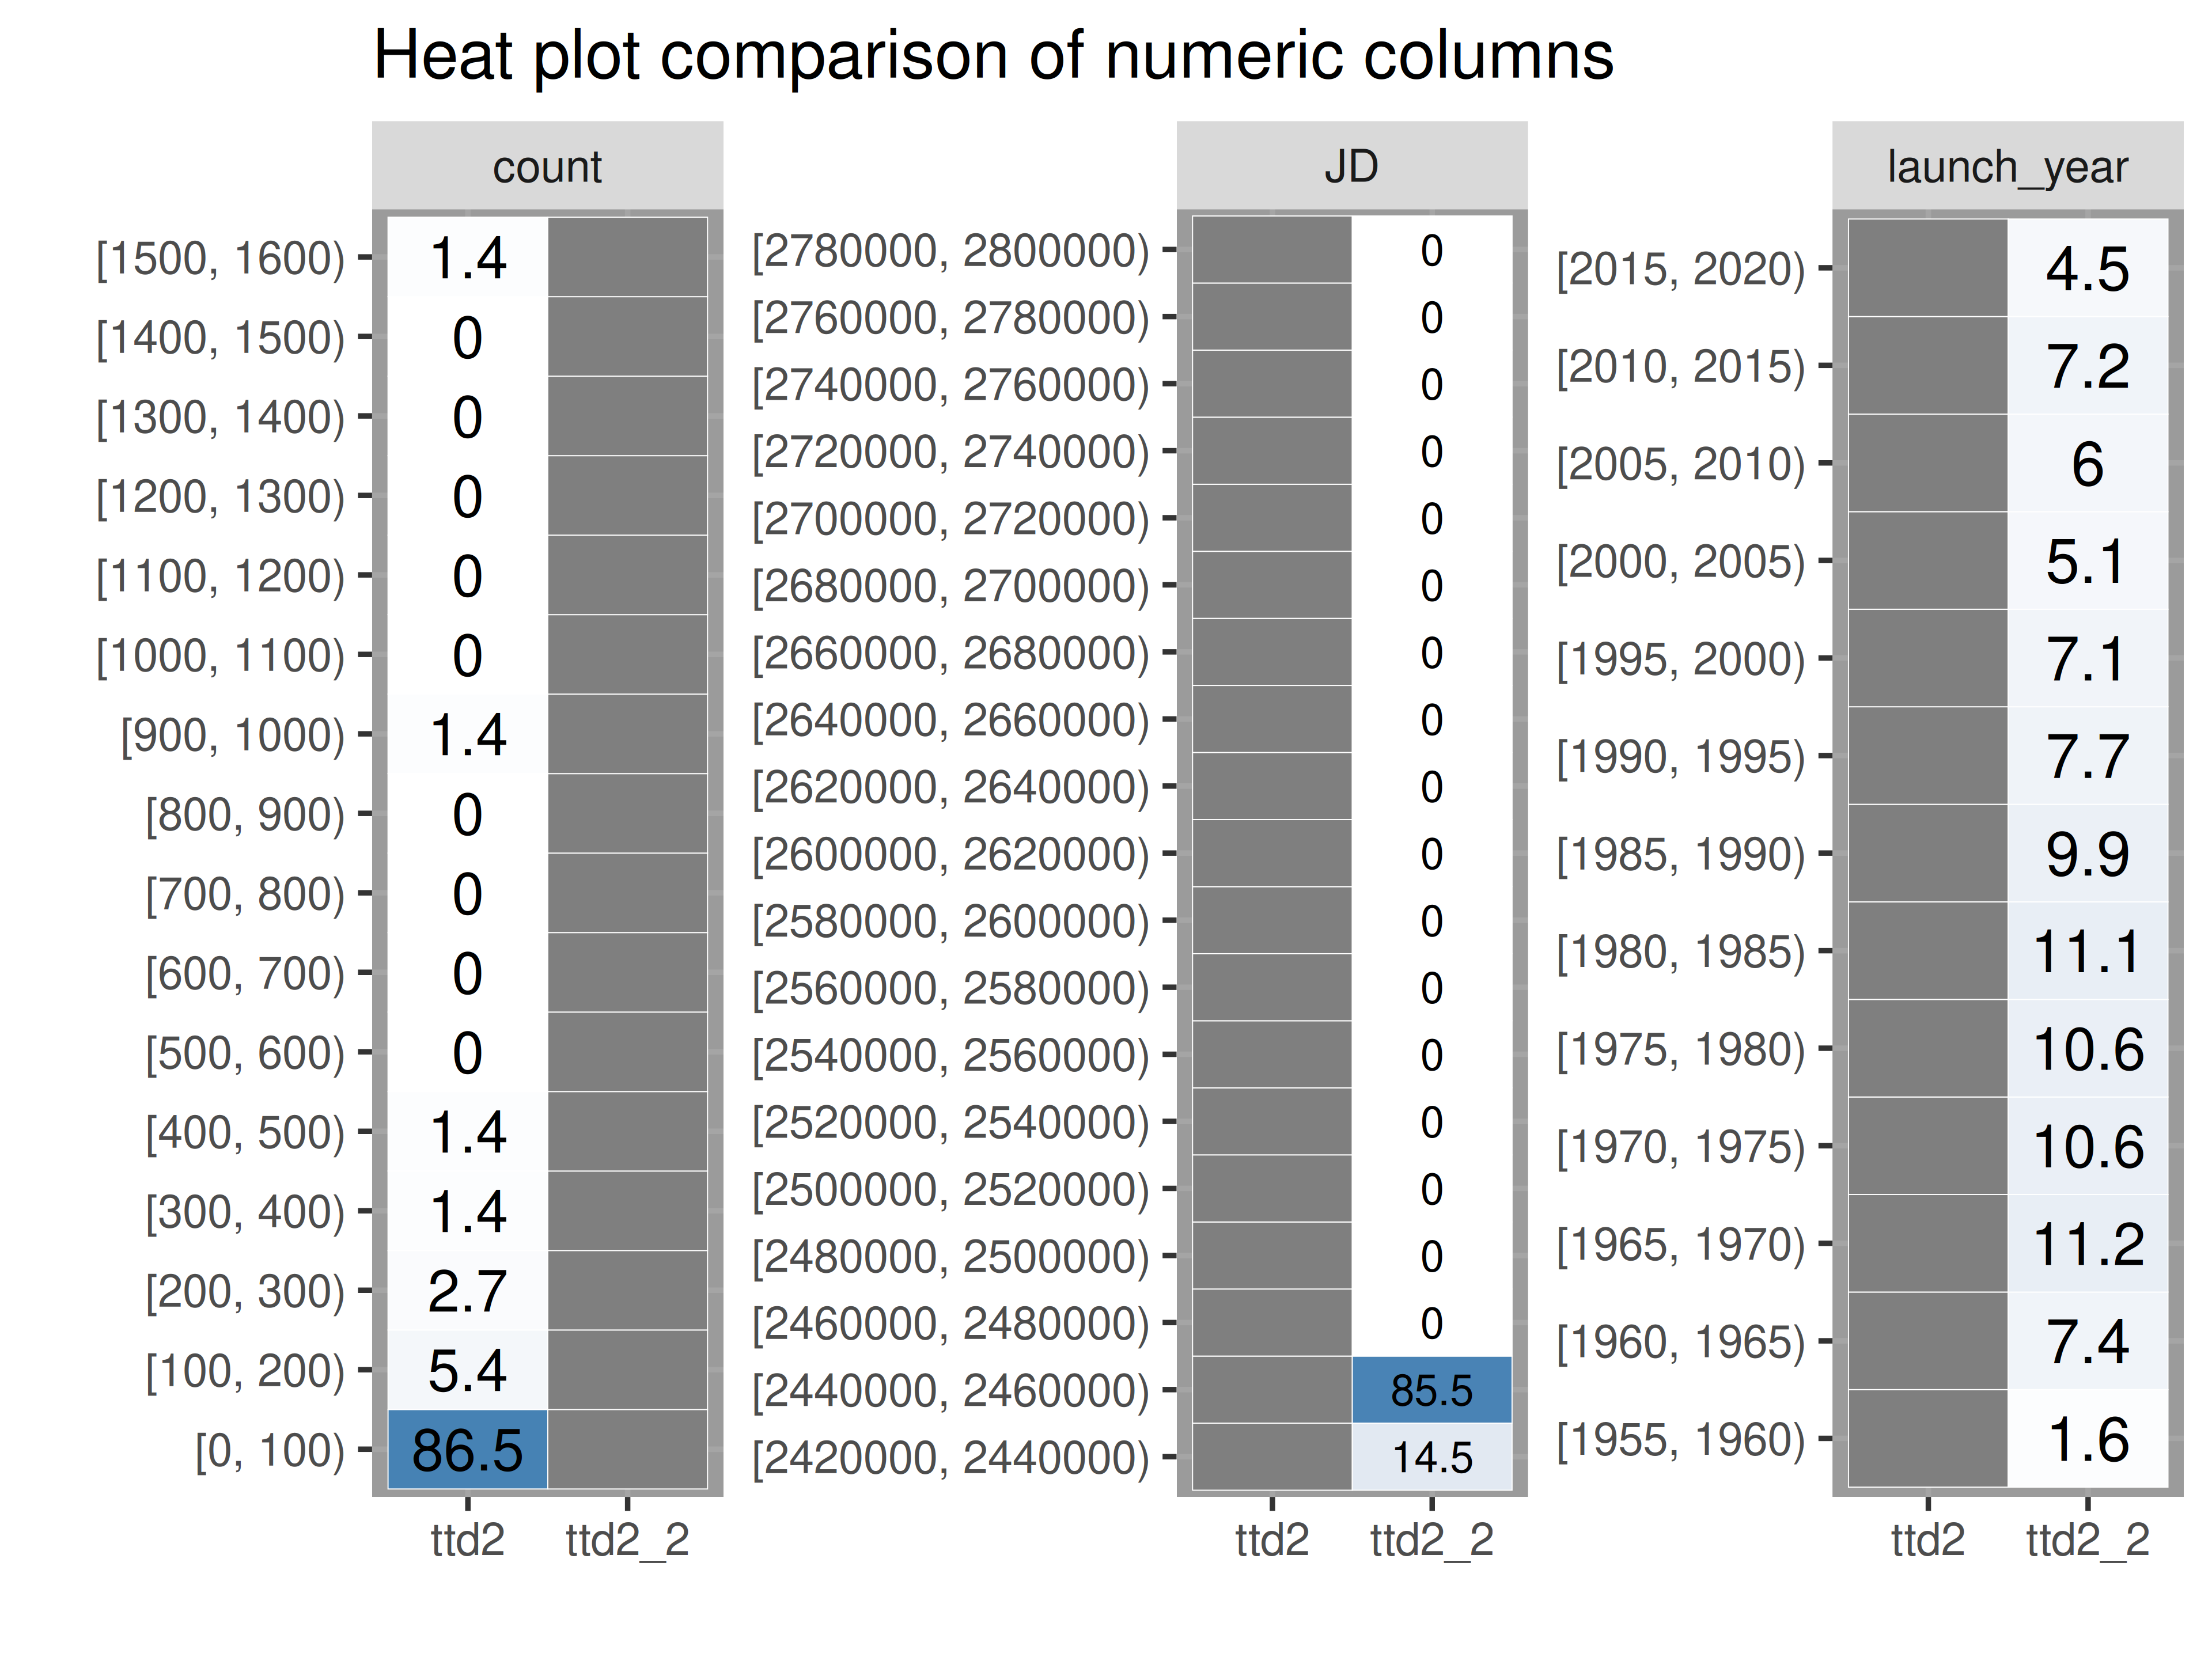 Heat plot comparison of numeric columns
count
[1500, 1600) 1.4
[1400, 1500) 0
[1300, 1400) 0
[1200, 1300) 0
[1100, 1200) 0
[1000, 1100) 0
[900, 1000) 1.4
[800, 900) 0
[700, 800) 0
[600, 700) 0
[500, 600) 0
[400, 500) 1.4
[300, 400) 1.4
[200, 300) 2.7
[100, 200) 5.4
[0, 100) 86.5
ttd2 ttd2_2
JD
[2780000, 2800000) 0
[2760000, 2780000) 0
[2740000, 2760000) 0
[2720000, 2740000) 0
[2700000, 2720000) 0
[2680000, 2700000) 0
[2660000, 2680000) 0
[2640000, 2660000) 0
[2620000, 2640000) 0
[2600000, 2620000) 0
[2580000, 2600000) 0
[2560000, 2580000) 0
[2540000, 2560000) 0
[2520000, 2540000) 0
[2500000, 2520000) 0
[2480000, 2500000) 0
[2460000, 2480000) 0
[2440000, 2460000) 85.5
[2420000, 2440000) 14.5
ttd2 ttd2_2
launch_year
[2015, 2020) 4.5
[2010, 2015) 7.2
[2005, 2010) 6
[2000, 2005) 5.1
[1995, 2000) 7.1
[1990, 1995) 7.7
[1985, 1990) 9.9
[1980, 1985) 11.1
[1975, 1980) 10.6
[1970, 1975) 10.6
[1965, 1970) 11.2
[1960, 1965) 7.4
[1955, 1960) 1.6
ttd2 ttd2_2